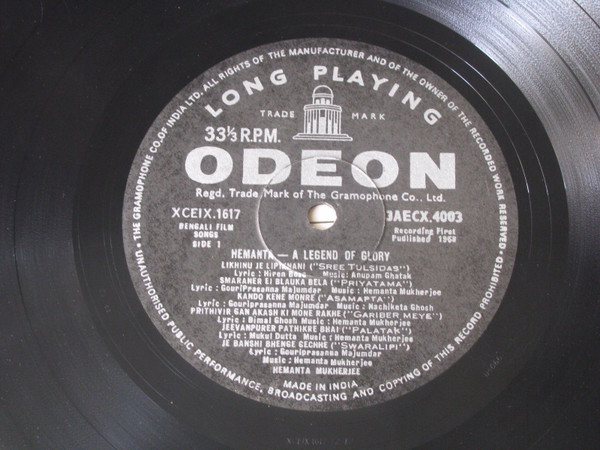 UNAUTHORISED PUBLIC PERFORMANCE, BROADCASTING AND COPYING OF THIS RECORD PROHIBITED
THE GRAMOPHONE CO. OF INDIA LTD. ALL RIGHTS OF THE MANUFACTURER AND OF THE OWNER OF THE RECORDED WORK RESERVED
LONG PLAYING
TRADE MARK
33⅓ R.P.M.
ODEON
Regd. Trade Mark of The Gramophone Co., Ltd.
XCEIX.1617
3AECX.4003
BENGALI FILM
SONGS
SIDE 1
Recording First
Published 1968
HEMANTA — A LEGEND OF GLORY
LIKHINU JE LIPIKHANI ("SREE TULSIDAS")
Lyric : Hiren Bose Music: Anupam Ghatak
SMARANER EI BLAUKA BELA ("PRIYATAMA")
Lyric : Gouriprasanna Majumdar Music : Hemanta Mukherjee
KANDO KENE MONRE ("ASAMAPTA")
Lyric : Gouriprasanna Majumdar Music : Nachiketa Ghosh
PRITHIVIR GAN AKASH KI MONE RAKHE ("GARIBER MEYE")
Lyric : Bimal Ghosh Music : Hemanta Mukherjee
JEEVANPURER PATHIKRE BHAI ("PALATAK")
Lyric : Mukul Dutta Music : Hemanta Mukherjee
JE BANSHI BHENGE GECHHE ("SWARALIPI")
Lyric : Gouriprasanna Majumdar
Music : Hemanta Mukherjee
HEMANTA MUKHERJEE
MADE IN INDIA